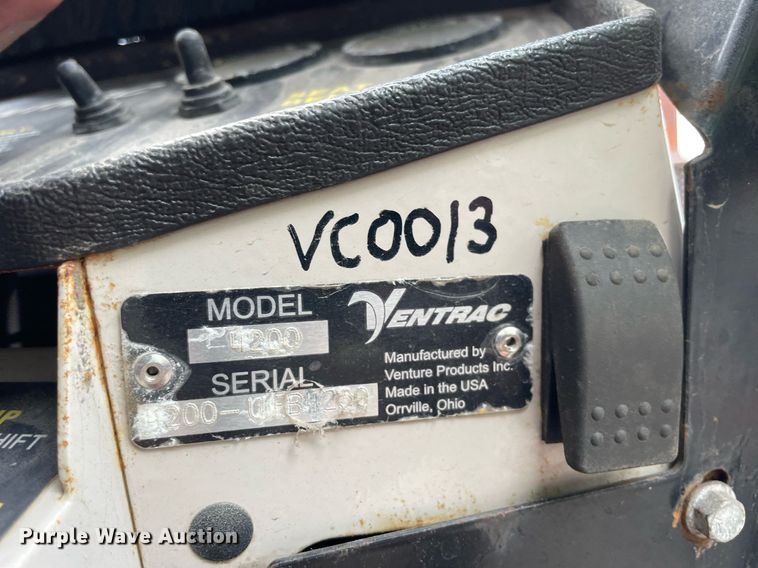 VC0013
MODEL
VENTRAC
4200
Manufactured by
Venture Products Inc.
Made in the USA
Orrville, Ohio
SERIAL
SHIFT
Purple Wave Auction